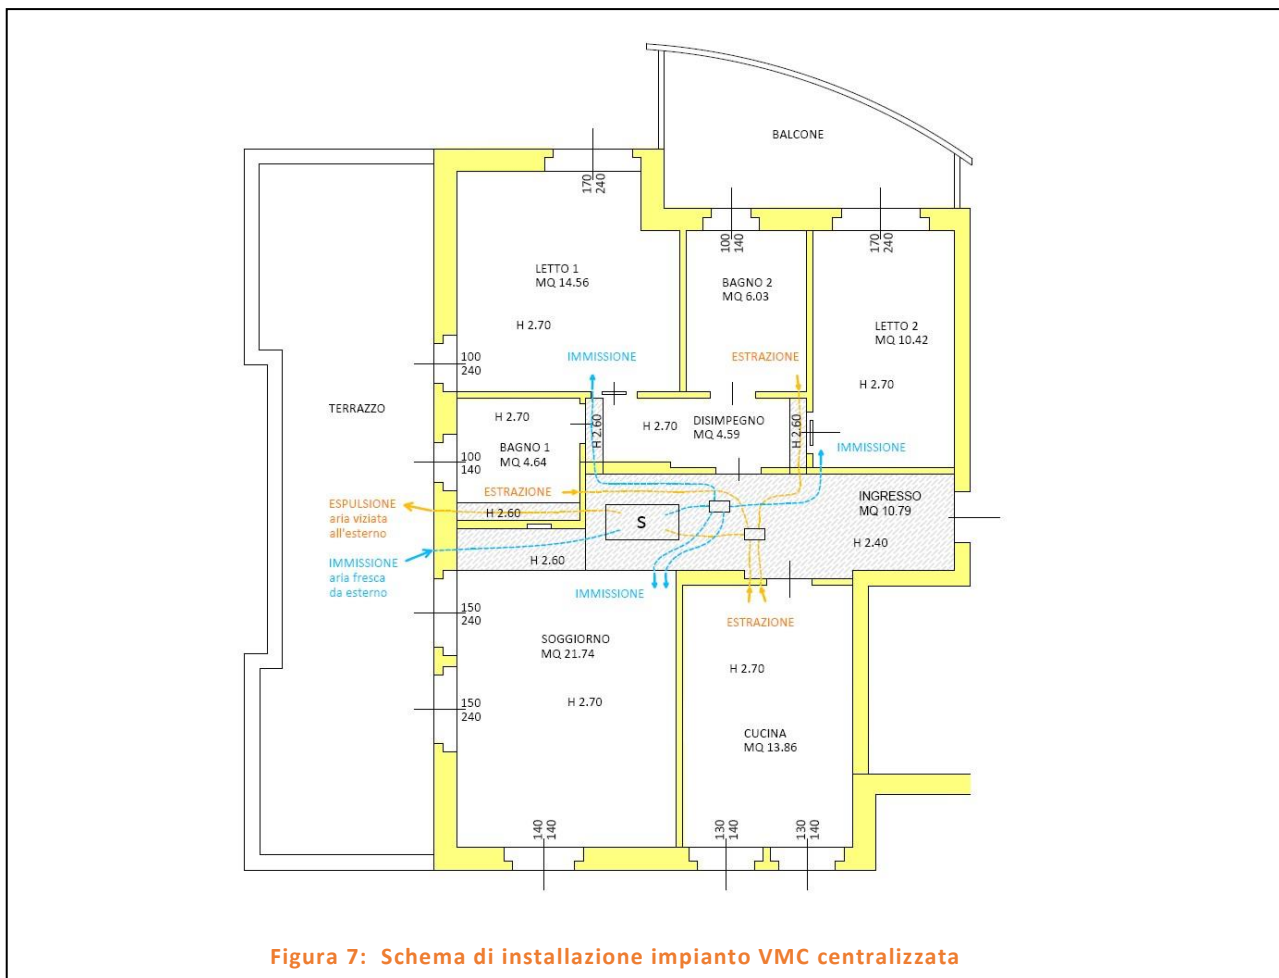 BALCONE
170
240
100
140
170
240
LETTO 1
MQ 14.56
H 2.70
BAGNO 2
MQ 6.03
LETTO 2
MQ 10.42
H 2.70
IMMISSIONE
ESTRAZIONE
100
240
TERRAZZO
H 2.70
BAGNO 1
MQ 4.64
H 2.60
H 2.70
DISIMPEGNO
MQ 4.59
H 2.60
IMMISSIONE
100
140
ESTRAZIONE
H 2.60
ESPULSIONE
aria viziata
all'esterno
S
INGRESSO
MQ 10.79
H 2.40
IMMISSIONE
aria fresca
da esterno
H 2.60
IMMISSIONE
ESTRAZIONE
150
240
SOGGIORNO
MQ 21.74
H 2.70
H 2.70
150
240
CUCINA
MQ 13.86
140
140
130
140
130
140
Figura 7: Schema di installazione impianto VMC centralizzata